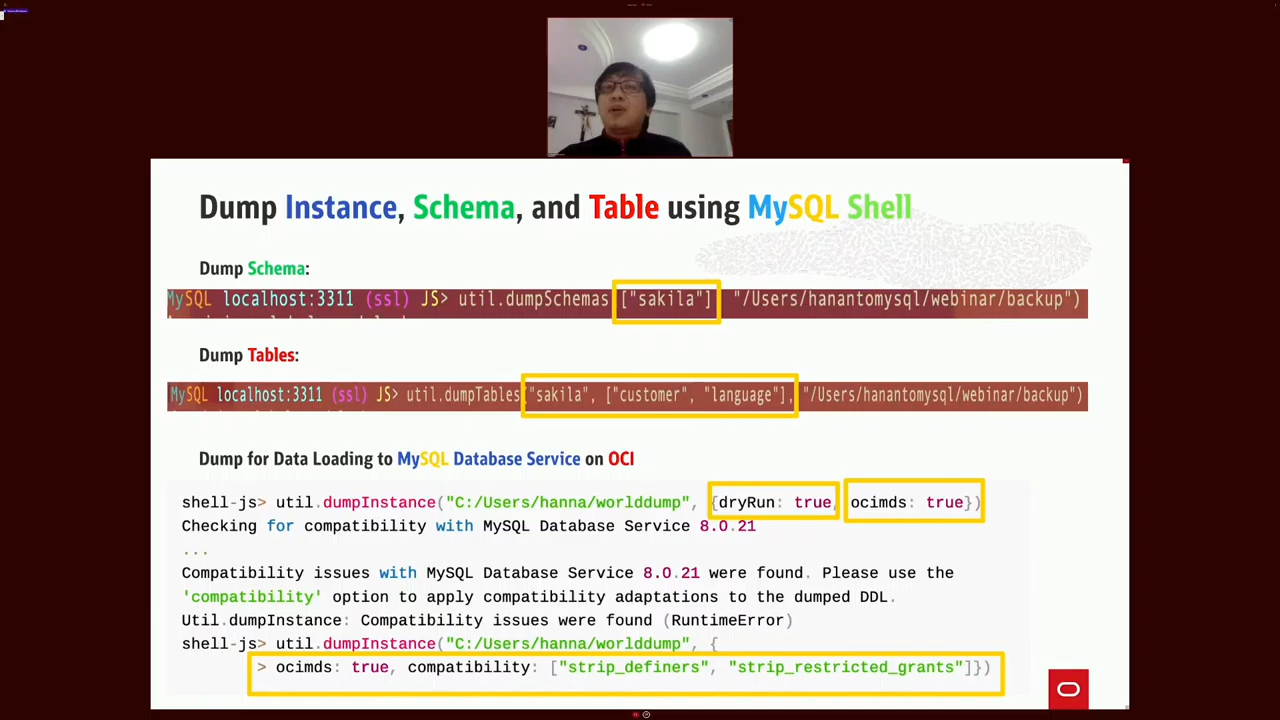 Dump Instance, Schema, and Table using MySQL Shell
Dump Schema:
MySQL localhost:3311 (ssl) JS> util.dumpSchemas ["sakila"] "/Users/hanantomysql/webinar/backup")
Dump Tables:
MySQL localhost:3311 (ssl) JS> util.dumpTables("sakila", ["customer", "language"], "/Users/hanantomysql/webinar/backup")
Dump for Data Loading to MySQL Database Service on OCI
shell-js> util.dumpInstance("C:/Users/hanna/worlddump", {dryRun: true, ocimds: true})
Checking for compatibility with MySQL Database Service 8.0.21
...
Compatibility issues with MySQL Database Service 8.0.21 were found. Please use the
'compatibility' option to apply compatibility adaptations to the dumped DDL.
Util.dumpInstance: Compatibility issues were found (RuntimeError)
shell-js> util.dumpInstance("C:/Users/hanna/worlddump", {
> ocimds: true, compatibility: ["strip_definers", "strip_restricted_grants"]})